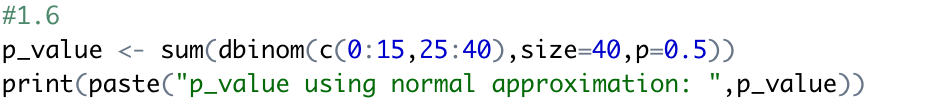 #1.6
p_value <- sum(dbinom(c(0:15,25:40),size=40,p=0.5))
print(paste("p_value using normal approximation: ",p_value))